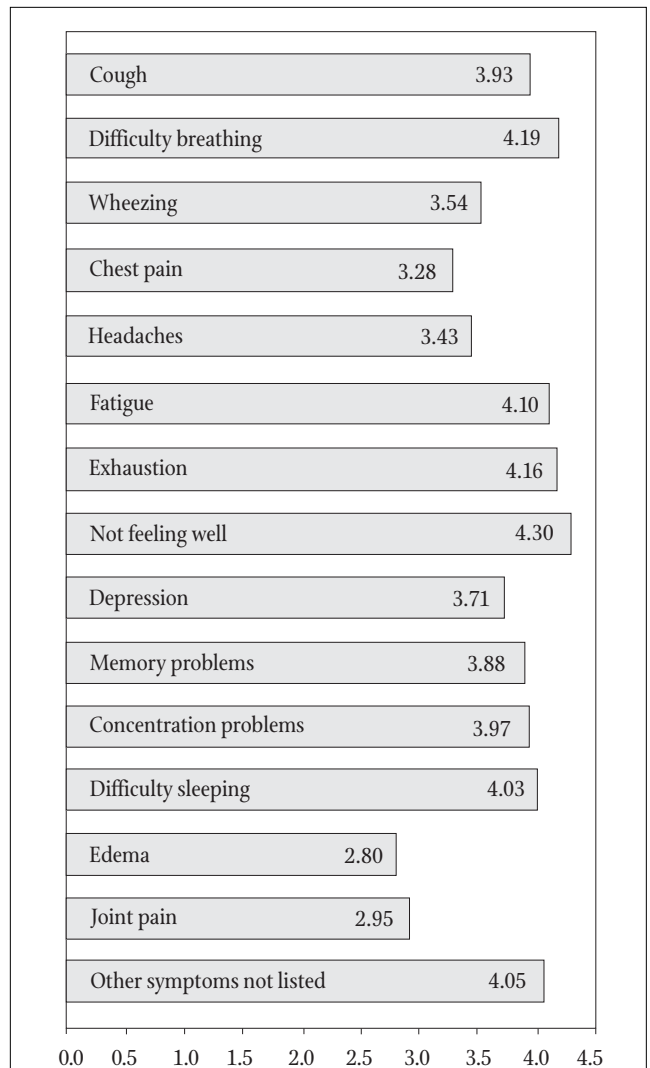 Cough 3.93
Difficulty breathing 4.19
Wheezing 3.54
Chest pain 3.28
Headaches 3.43
Fatigue 4.10
Exhaustion 4.16
Not feeling well 4.30
Depression 3.71
Memory problems 3.88
Concentration problems 3.97
Difficulty sleeping 4.03
Edema 2.80
Joint pain 2.95
Other symptoms not listed 4.05
0.0 0.5 1.0 1.5 2.0 2.5 3.0 3.5 4.0 4.5